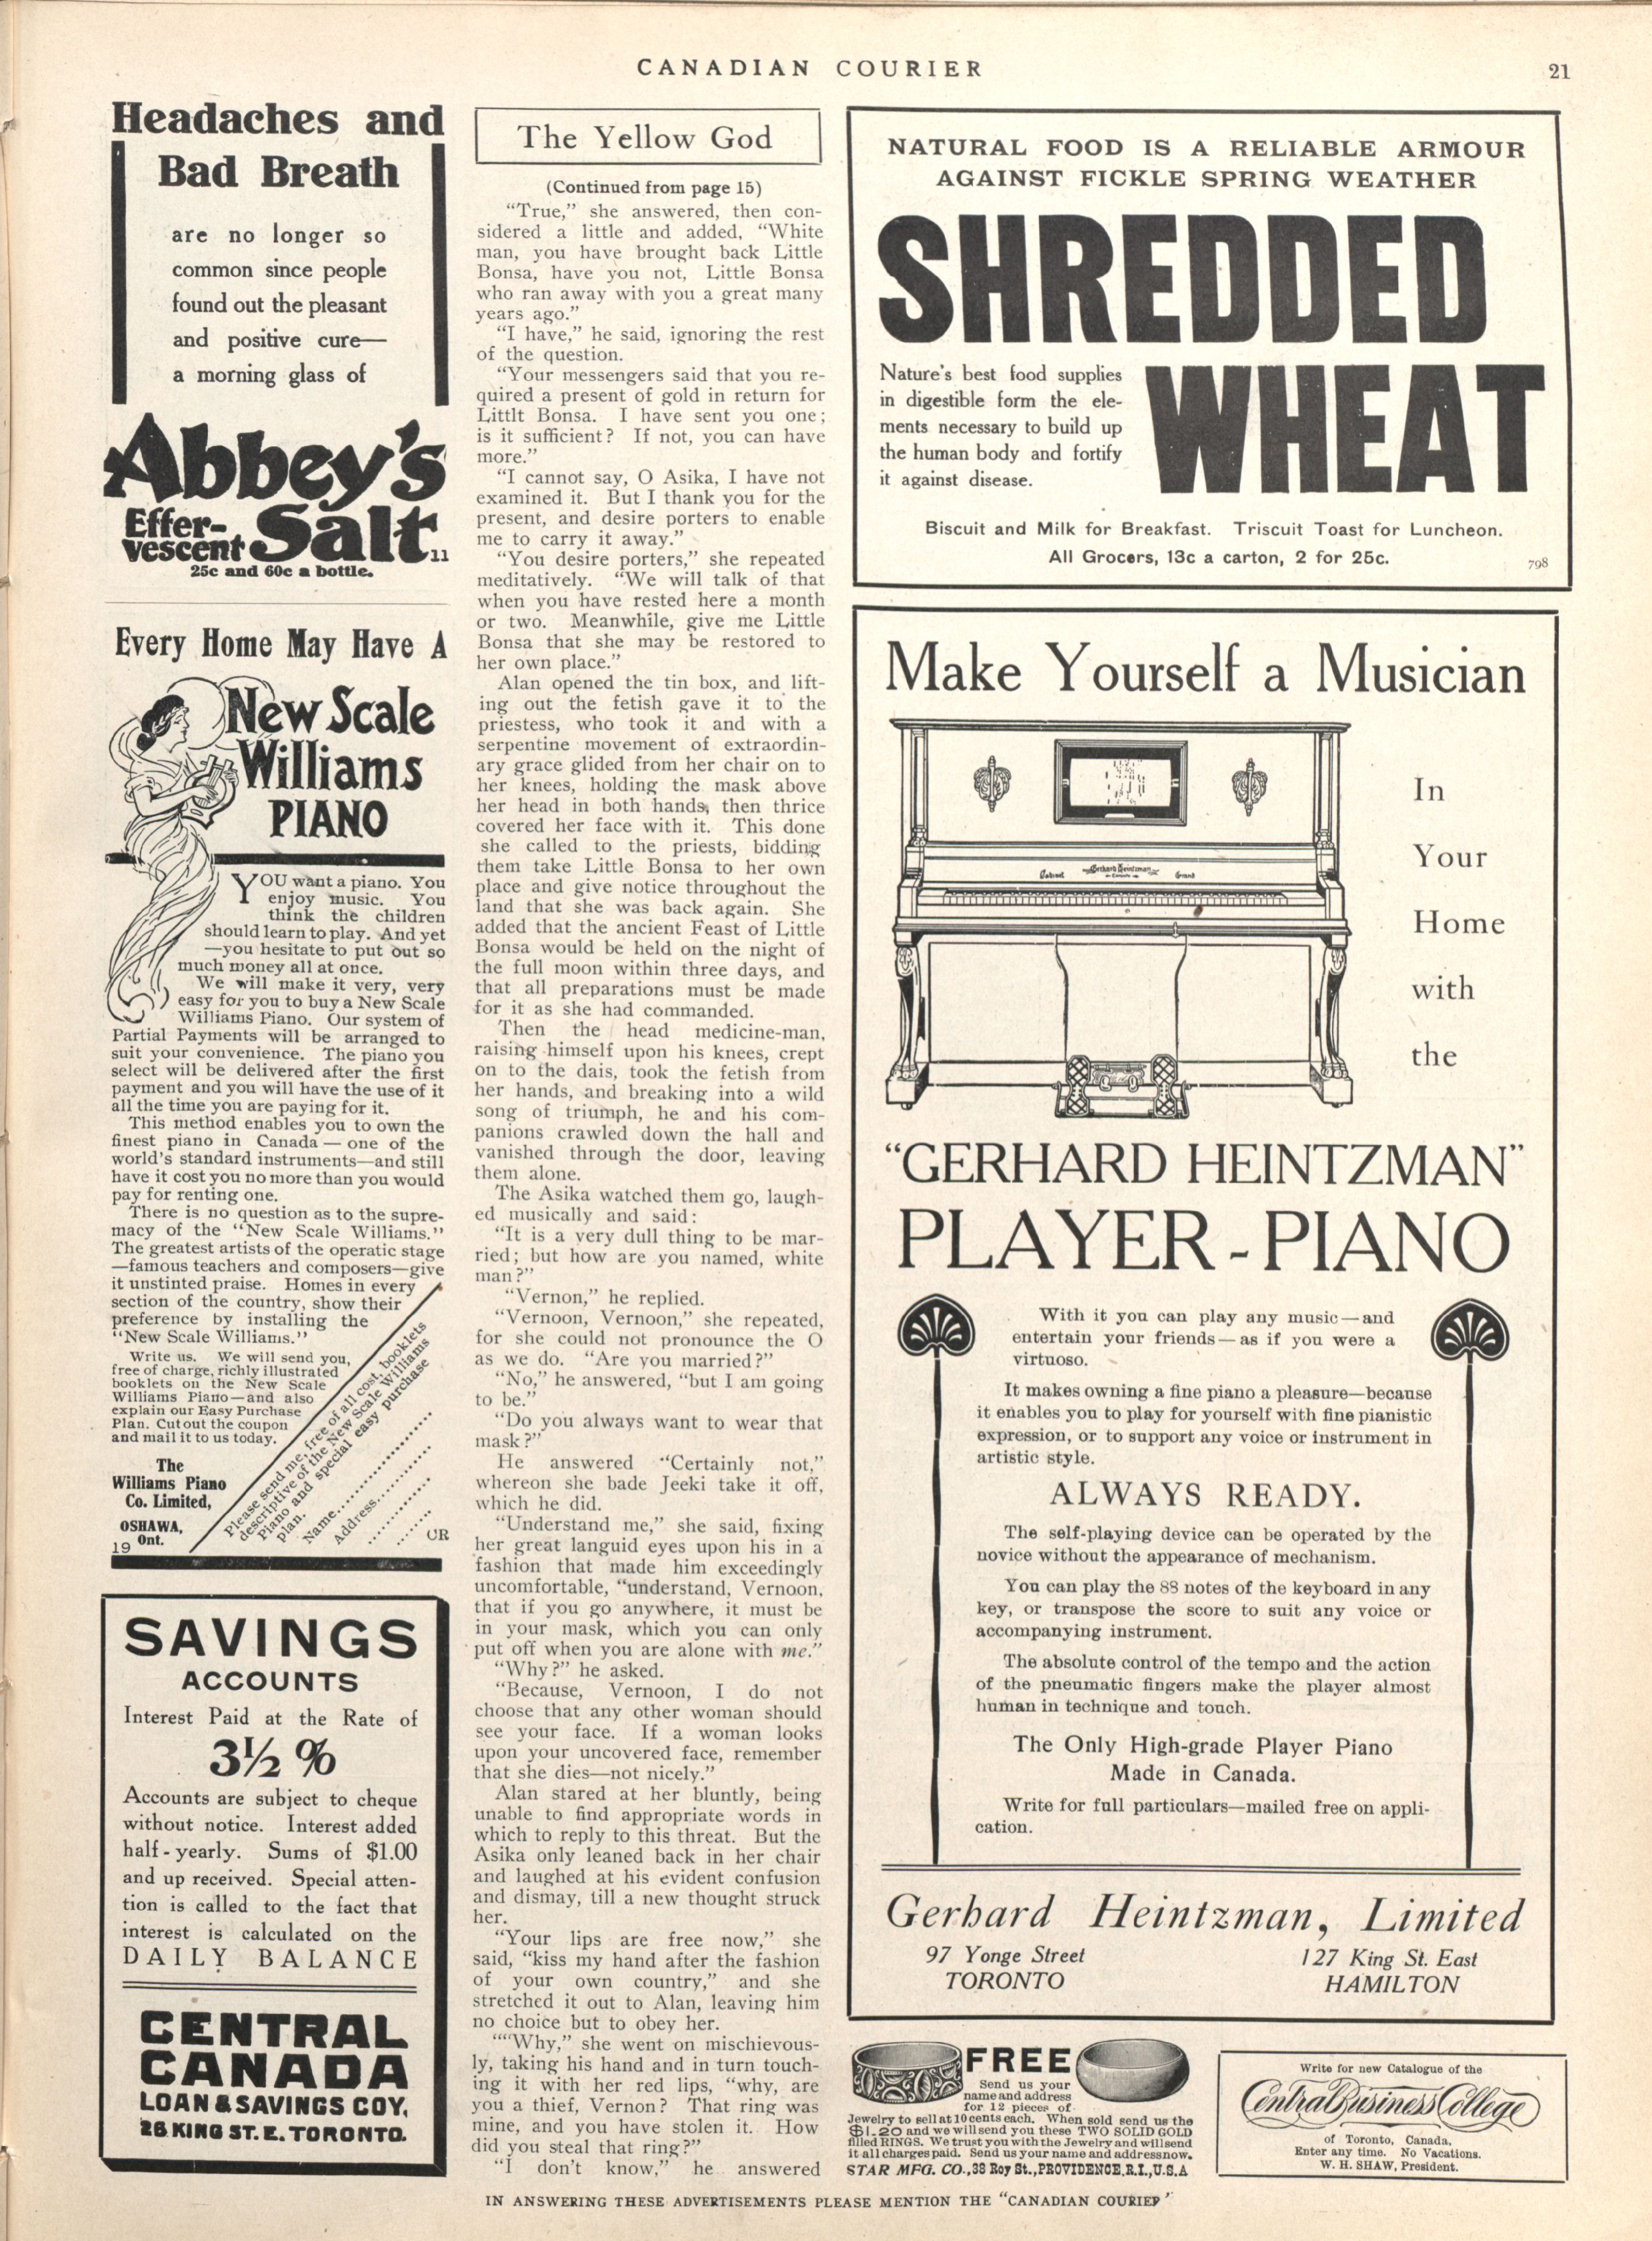 CANADIAN COURIER
21
Headaches and
Bad Breath
are no longer so
common since people
found out the pleasant
and positive cure—
a morning glass of
Abbey's
Effer-
vescent
Salt
11
25c and 60c a bottle.
Every Home May Have A
New Scale
Williams
PIANO
YOU want a piano. You
enjoy music. You
think the children
should learn to play. And yet
—you hesitate to put out so
much money all at once.
We will make it very, very
easy for you to buy a New Scale
Williams Piano. Our system of
Partial Payments will be arranged to
suit your convenience. The piano you
select will be delivered after the first
payment and you will have the use of it
all the time you are paying for it.
This method enables you to own the
finest piano in Canada — one of the
world's standard instruments—and still
have it cost you no more than you would
pay for renting one.
There is no question as to the supre-
macy of the "New Scale Williams."
The greatest artists of the operatic stage
—famous teachers and composers—give
it unstinted praise. Homes in every
section of the country, show their
preference by installing the
"New Scale Williams."
Write us. We will send you,
free of charge, richly illustrated
booklets on the New Scale
Williams Piano—and also
explain our Easy Purchase
Plan. Cut out the coupon
and mail it to us today.
The
Williams Piano
Co. Limited,
OSHAWA,
Ont.
19
Please send me, free of all cost, booklets
descriptive of the New Scale Williams
Piano and special easy purchase
plan.
Name..................
Address............
CR
SAVINGS
ACCOUNTS
Interest Paid at the Rate of
3½ %
Accounts are subject to cheque
without notice. Interest added
half-yearly. Sums of $1.00
and up received. Special atten-
tion is called to the fact that
interest is calculated on the
DAILY BALANCE
CENTRAL
CANADA
LOAN & SAVINGS COY,
26 KING ST. E. TORONTO.
The Yellow God
(Continued from page 15)
"True," she answered, then con-
sidered a little and added, "White
man, you have brought back Little
Bonsa, have you not, Little Bonsa
who ran away with you a great many
years ago."
"I have," he said, ignoring the rest
of the question.
"Your messengers said that you re-
quired a present of gold in return for
Littlt Bonsa. I have sent you one;
is it sufficient? If not, you can have
more."
"I cannot say, O Asika, I have not
examined it. But I thank you for the
present, and desire porters to enable
me to carry it away."
"You desire porters," she repeated
meditatively. "We will talk of that
when you have rested here a month
or two. Meanwhile, give me Little
Bonsa that she may be restored to
her own place."
Alan opened the tin box, and lift-
ing out the fetish gave it to the
priestess, who took it and with a
serpentine movement of extraordin-
ary grace glided from her chair on to
her knees, holding the mask above
her head in both hands, then thrice
covered her face with it. This done
she called to the priests, bidding
them take Little Bonsa to her own
place and give notice throughout the
land that she was back again. She
added that the ancient Feast of Little
Bonsa would be held on the night of
the full moon within three days, and
that all preparations must be made
for it as she had commanded.
Then the head medicine-man,
raising himself upon his knees, crept
on to the dais, took the fetish from
her hands, and breaking into a wild
song of triumph, he and his com-
panions crawled down the hall and
vanished through the door, leaving
them alone.
The Asika watched them go, laugh-
ed musically and said:
"It is a very dull thing to be mar-
ried; but how are you named, white
man?"
"Vernon," he replied.
"Vernoon, Vernoon," she repeated,
for she could not pronounce the O
as we do. "Are you married?"
"No," he answered, "but I am going
to be."
"Do you always want to wear that
mask?"
He answered "Certainly not,"
whereon she bade Jeeki take it off,
which he did.
"Understand me," she said, fixing
her great languid eyes upon his in a
fashion that made him exceedingly
uncomfortable, "understand, Vernoon,
that if you go anywhere, it must be
in your mask, which you can only
put off when you are alone with me."
"Why?" he asked.
"Because, Vernoon, I do not
choose that any other woman should
see your face. If a woman looks
upon your uncovered face, remember
that she dies—not nicely."
Alan stared at her bluntly, being
unable to find appropriate words in
which to reply to this threat. But the
Asika only leaned back in her chair
and laughed at his evident confusion
and dismay, till a new thought struck
her.
"Your lips are free now," she
said, "kiss my hand after the fashion
of your own country," and she
stretched it out to Alan, leaving him
no choice but to obey her.
""Why," she went on mischievous-
ly, taking his hand and in turn touch-
ing it with her red lips, "why, are
you a thief, Vernon? That ring was
mine, and you have stolen it. How
did you steal that ring?"
"I don't know," he answered
NATURAL FOOD IS A RELIABLE ARMOUR
AGAINST FICKLE SPRING WEATHER
SHREDDED
WHEAT
Nature's best food supplies
in digestible form the ele-
ments necessary to build up
the human body and fortify
it against disease.
Biscuit and Milk for Breakfast. Triscuit Toast for Luncheon.
All Grocers, 13c a carton, 2 for 25c.
798
Make Yourself a Musician
Cabinet Gerhard Heintzman Grand
In
Your
Home
with
the
"GERHARD HEINTZMAN"
PLAYER-PIANO
With it you can play any music—and
entertain your friends—as if you were a
virtuoso.
It makes owning a fine piano a pleasure—because
it enables you to play for yourself with fine pianistic
expression, or to support any voice or instrument in
artistic style.
ALWAYS READY.
The self-playing device can be operated by the
novice without the appearance of mechanism.
You can play the 88 notes of the keyboard in any
key, or transpose the score to suit any voice or
accompanying instrument.
The absolute control of the tempo and the action
of the pneumatic fingers make the player almost
human in technique and touch.
The Only High-grade Player Piano
Made in Canada.
Write for full particulars—mailed free on appli-
cation.
Gerhard Heintzman, Limited
97 Yonge Street
TORONTO
127 King St. East
HAMILTON
FREE
Send us your
name and address
for 12 pieces of
Jewelry to sell at 10 cents each. When sold send us the
$1.20 and we will send you these TWO SOLID GOLD
filled RINGS. We trust you with the Jewelry and will send
it all charges paid. Send us your name and address now.
STAR MFG. CO., 38 Roy St., PROVIDENCE, R.I., U.S.A
Write for new Catalogue of the
Central Business College
of Toronto, Canada,
Enter any time. No Vacations.
W. H. SHAW, President.
IN ANSWERING THESE ADVERTISEMENTS PLEASE MENTION THE "CANADIAN COURIER"